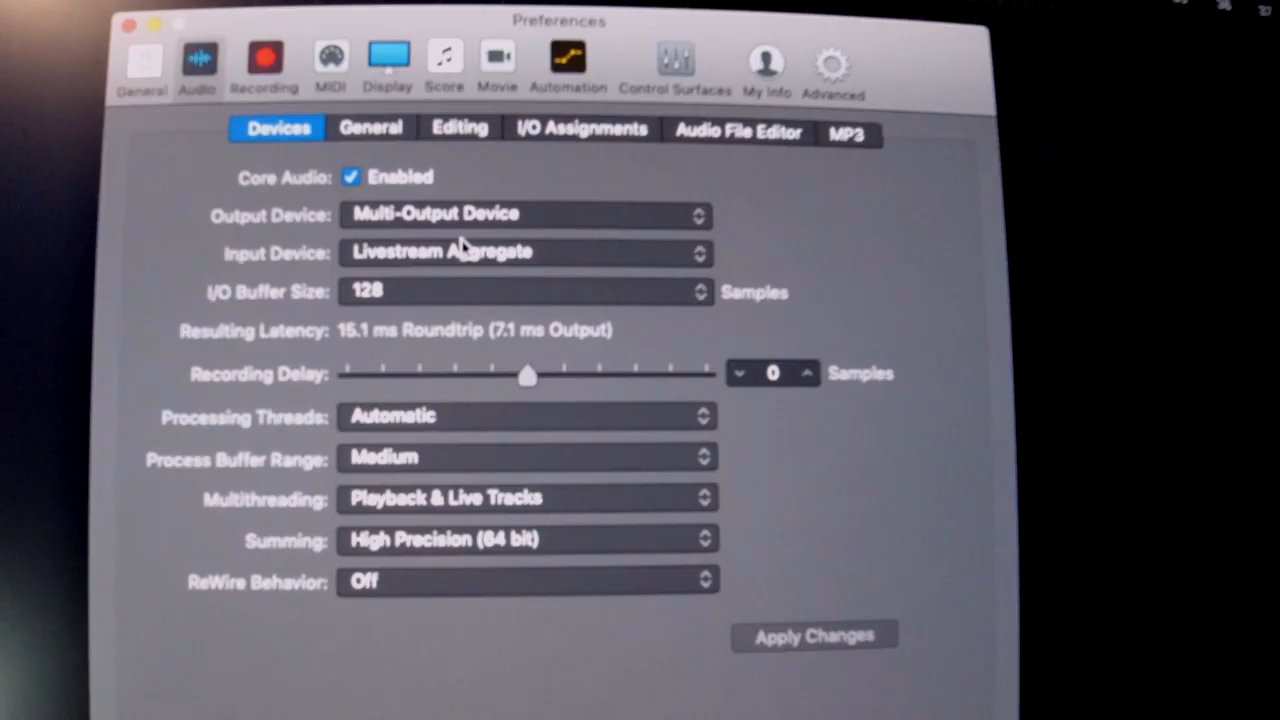 Preferences
General Audio Recording MIDI Display Score Movie Automation Control Surfaces My Info Advanced
Devices General Editing I/O Assignments Audio File Editor MP3
Core Audio: Enabled
Output Device: Multi-Output Device
Input Device: Livestream Aggregate
I/O Buffer Size: 128 Samples
Resulting Latency: 15.1 ms Roundtrip (7.1 ms Output)
Recording Delay: 0 Samples
Processing Threads: Automatic
Process Buffer Range: Medium
Multithreading: Playback & Live Tracks
Summing: High Precision (64 bit)
ReWire Behavior: Off
Apply Changes